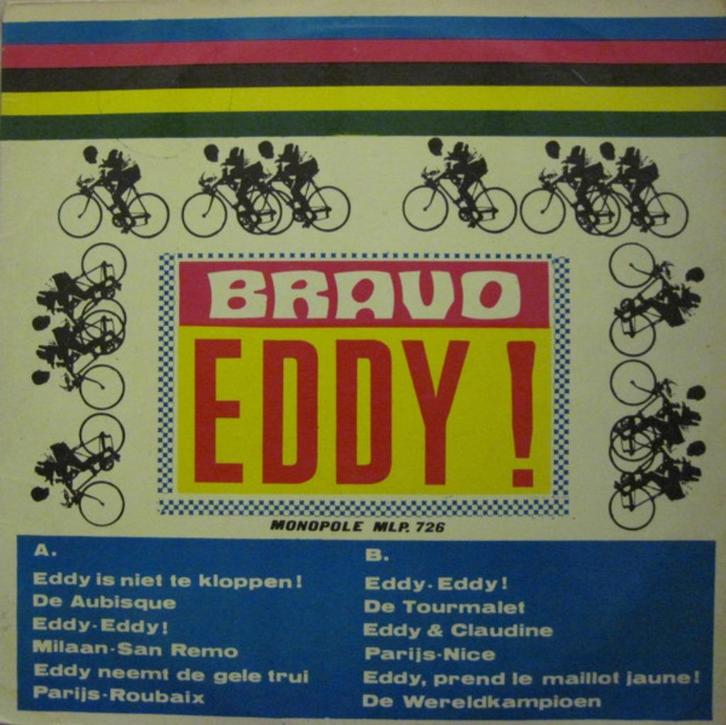 BRAVO
EDDY!
MONOPOLE MLP. 726
A.
Eddy is niet te kloppen!
De Aubisque
Eddy-Eddy!
Milaan-San Remo
Eddy neemt de gele trui
Parijs-Roubaix
B.
Eddy-Eddy!
De Tourmalet
Eddy & Claudine
Parijs-Nice
Eddy, prend le maillot jaune!
De Wereldkampioen